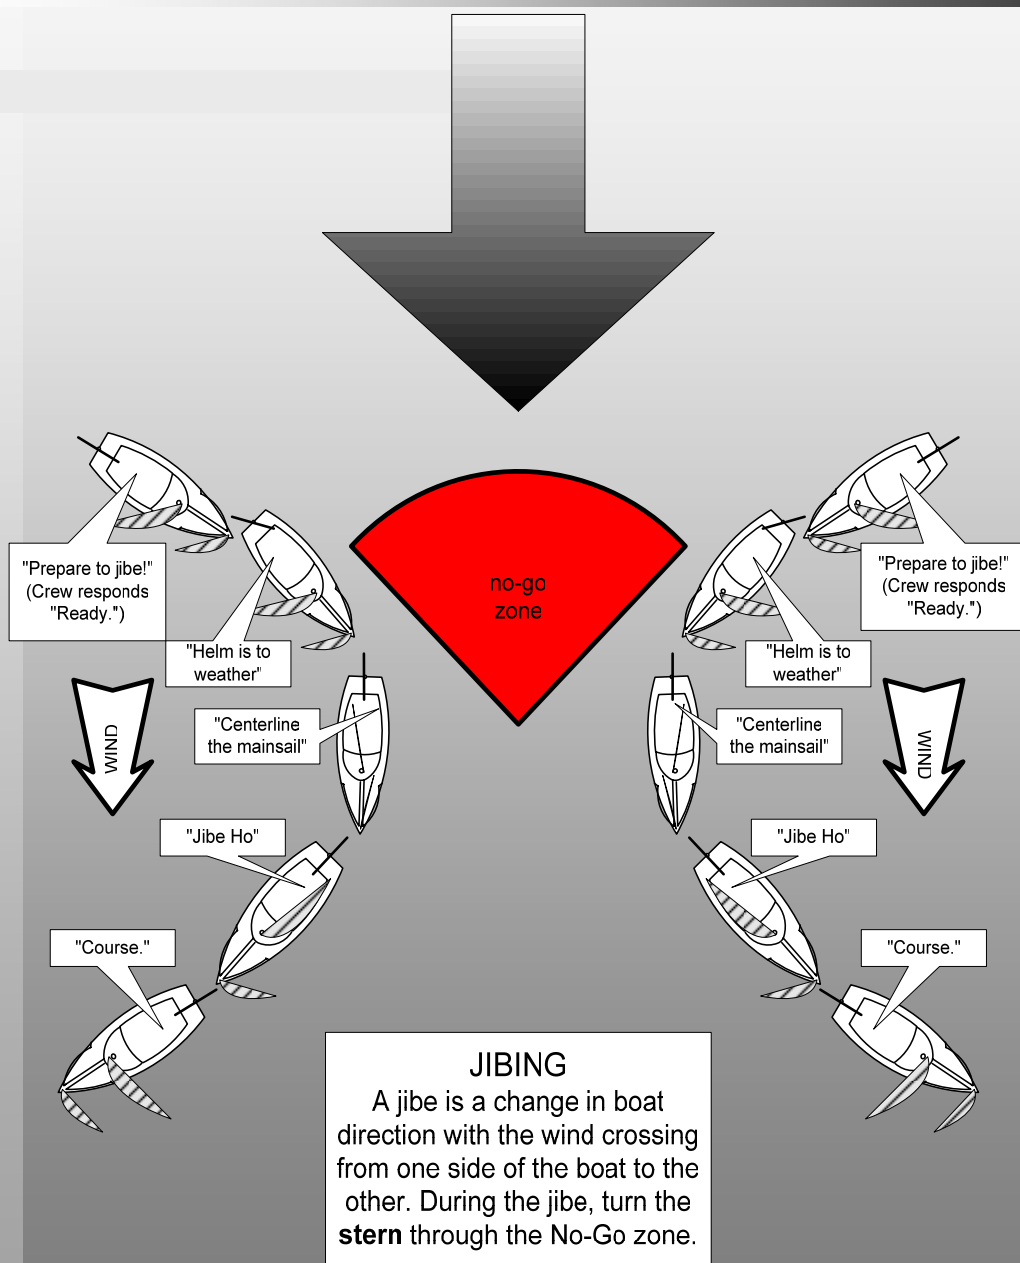 no-go
zone
"Prepare to jibe!"
(Crew responds
"Ready.")
"Helm is to
weather"
WIND
"Centerline
the mainsail"
"Jibe Ho"
"Course."
"Prepare to jibe!"
(Crew responds
"Ready.")
"Helm is to
weather"
"Centerline
the mainsail"
WIND
"Jibe Ho"
"Course."
JIBING
A jibe is a change in boat
direction with the wind crossing
from one side of the boat to the
other. During the jibe, turn the
stern through the No-Go zone.